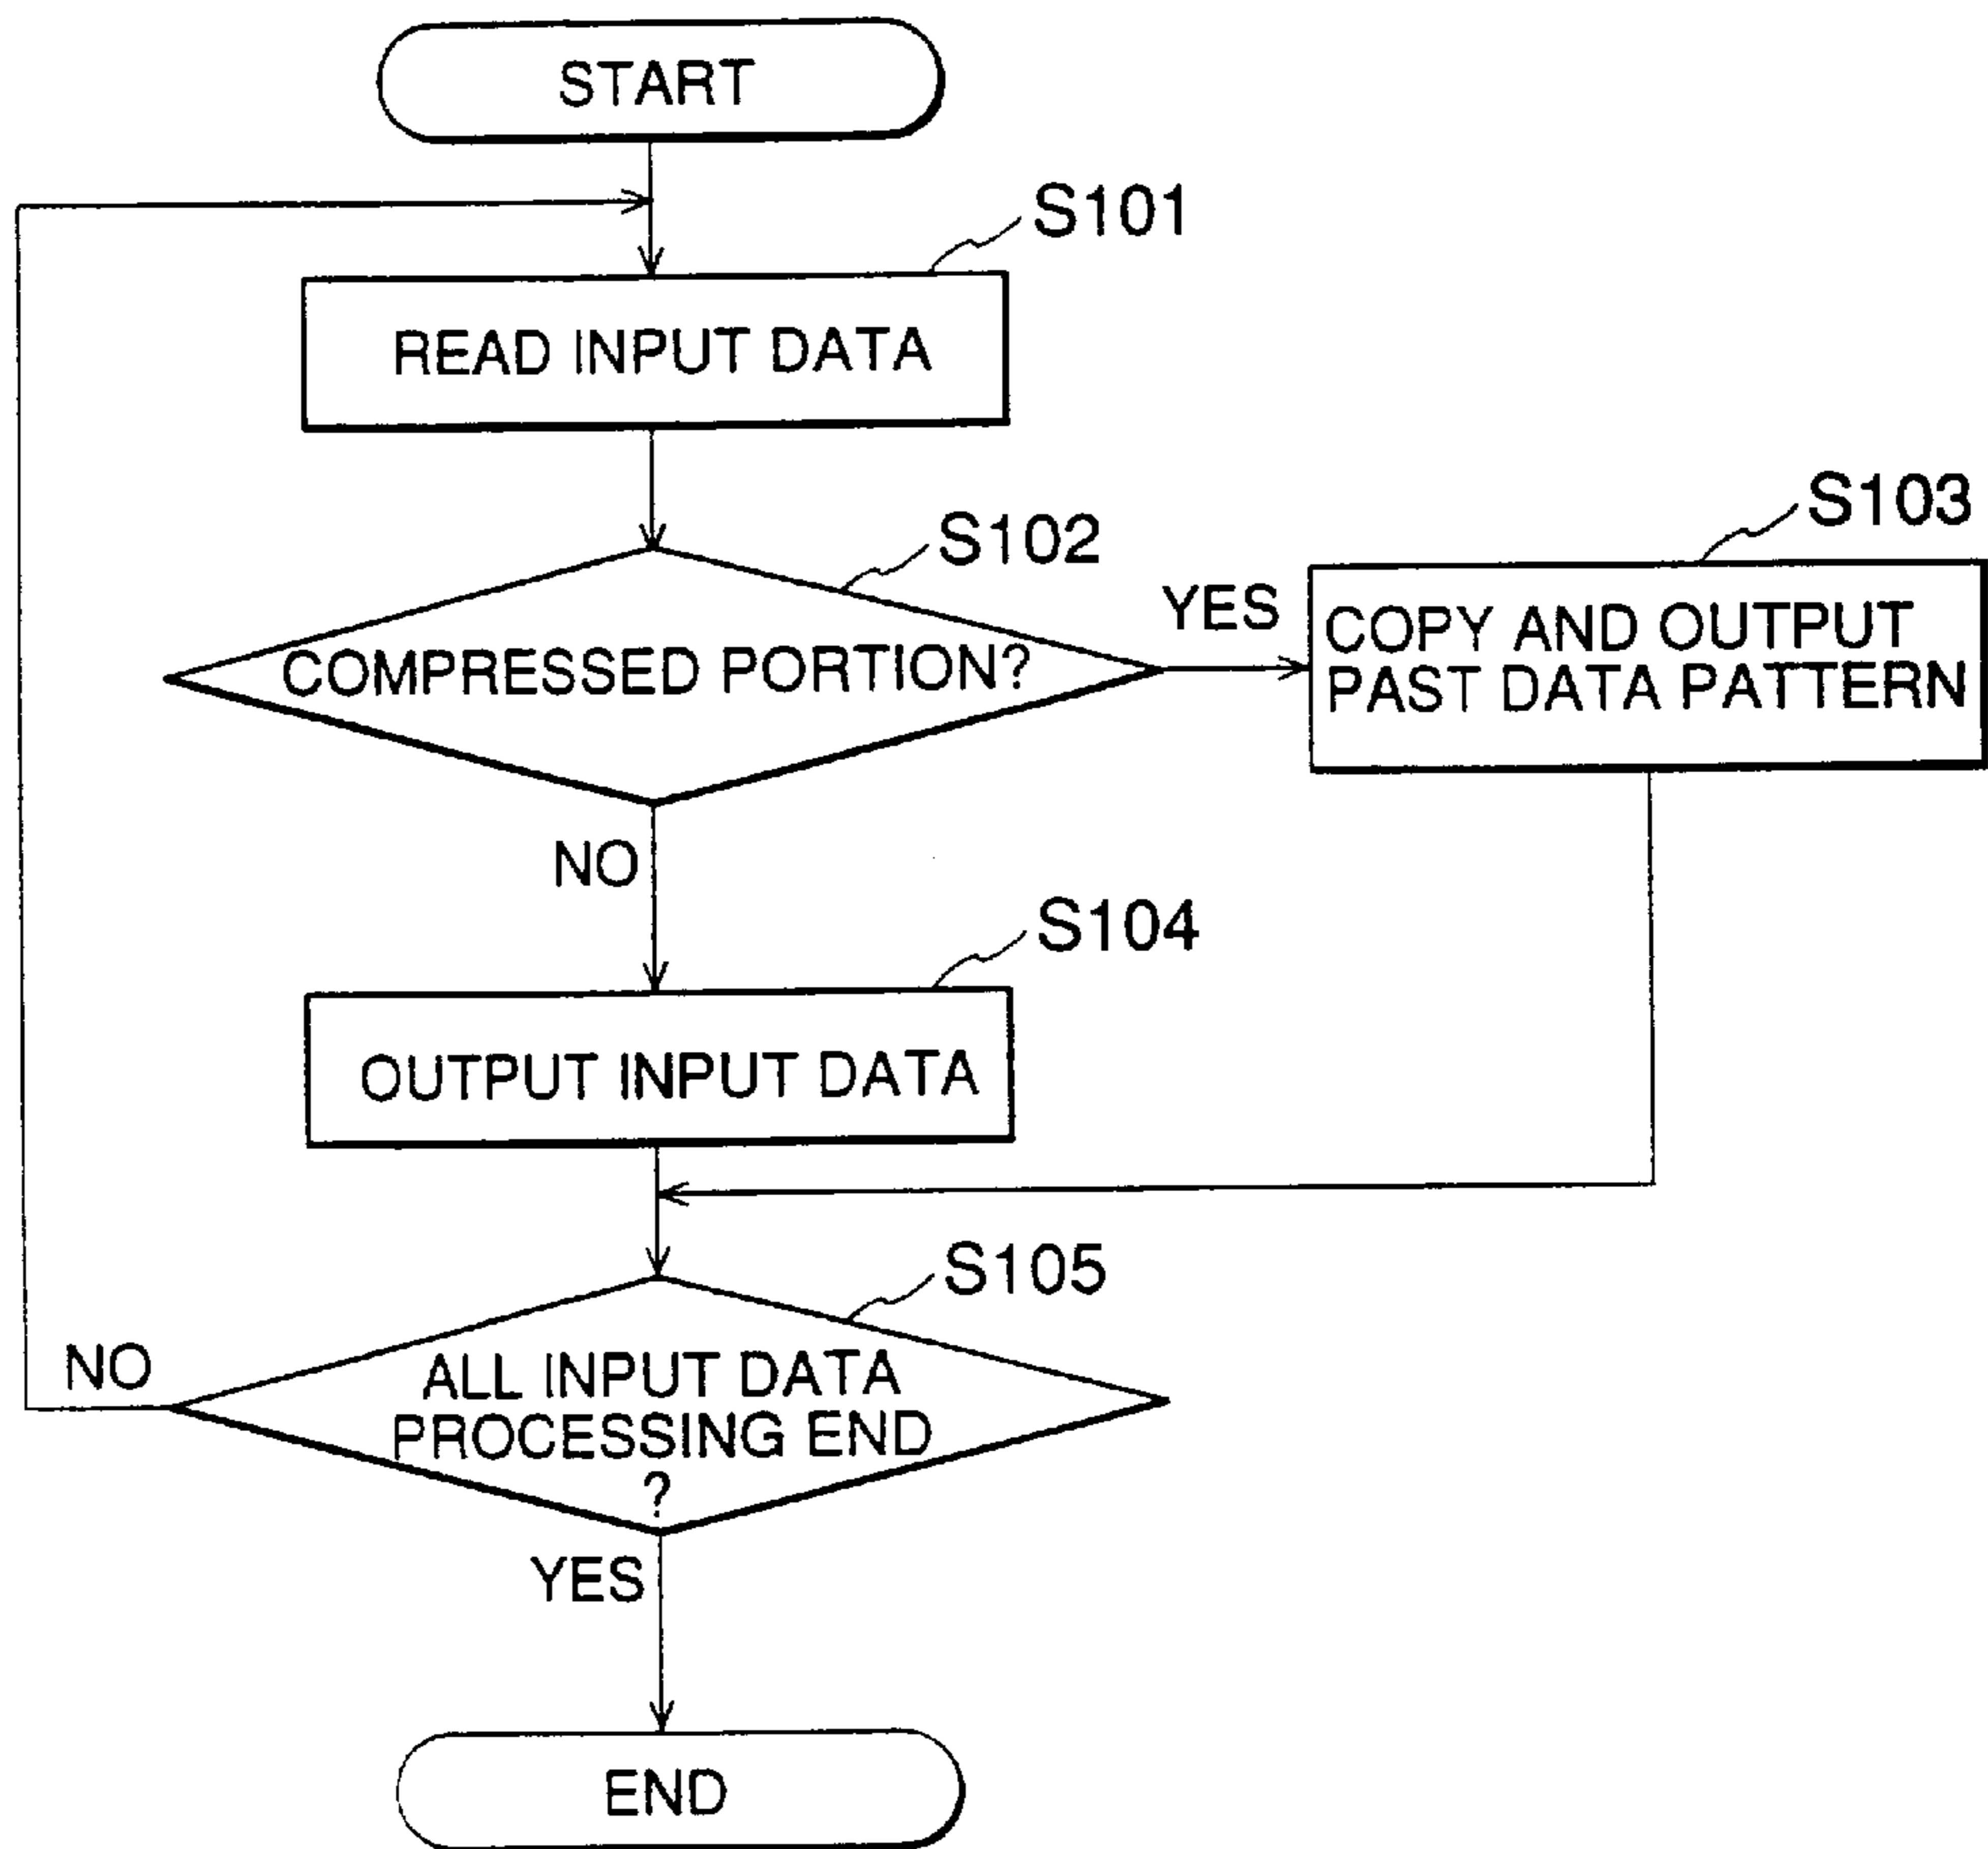 START
S101
READ INPUT DATA
S102
COMPRESSED PORTION?
YES
S103
COPY AND OUTPUT
PAST DATA PATTERN
NO
S104
OUTPUT INPUT DATA
S105
NO
ALL INPUT DATA
PROCESSING END
?
YES
END